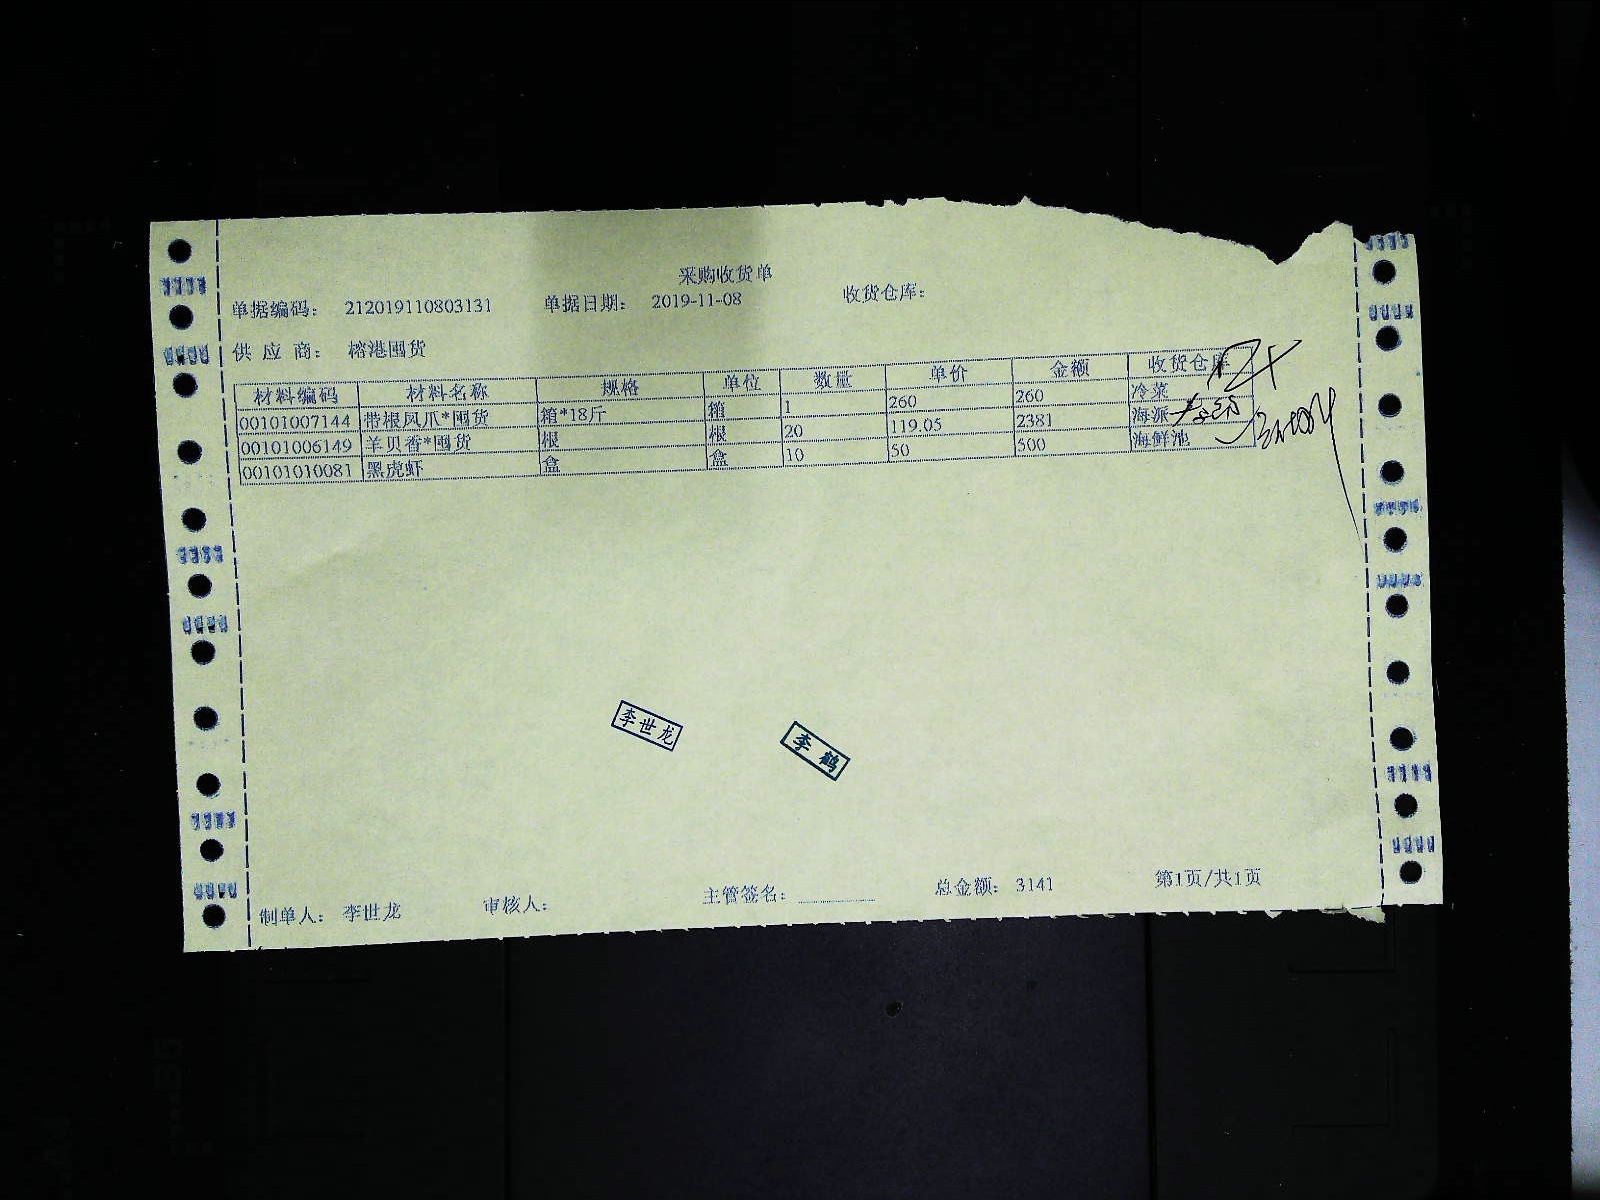 采购收货单
单据编码： 212019110803131 单据日期： 2019-11-08 收货仓库：
供 应 商： 榕港囤货
材料编码 材料名称 规格 单位 数量 单价 金额 收货仓库
00101007144 带根凤爪*囤货 箱*18斤 箱 1 260 260 冷菜
00101006149 羊贝香*囤货 根 根 20 119.05 2381 海派
00101010081 黑虎虾 盒 盒 10 50 500 海鲜池
李世龙 李鹤
制单人： 李世龙 审核人： 主管签名： 总金额： 3141 第1页/共1页